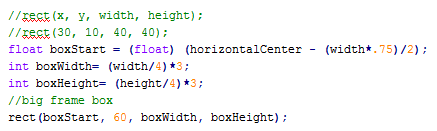 //rect(x, y, width, height);
//rect(30, 10, 40, 40);
float boxStart = (float) (horizontalCenter - (width*.75)/2);
int boxWidth= (width/4)*3;
int boxHeight= (height/4)*3;
//big frame box
rect(boxStart, 60, boxWidth, boxHeight);